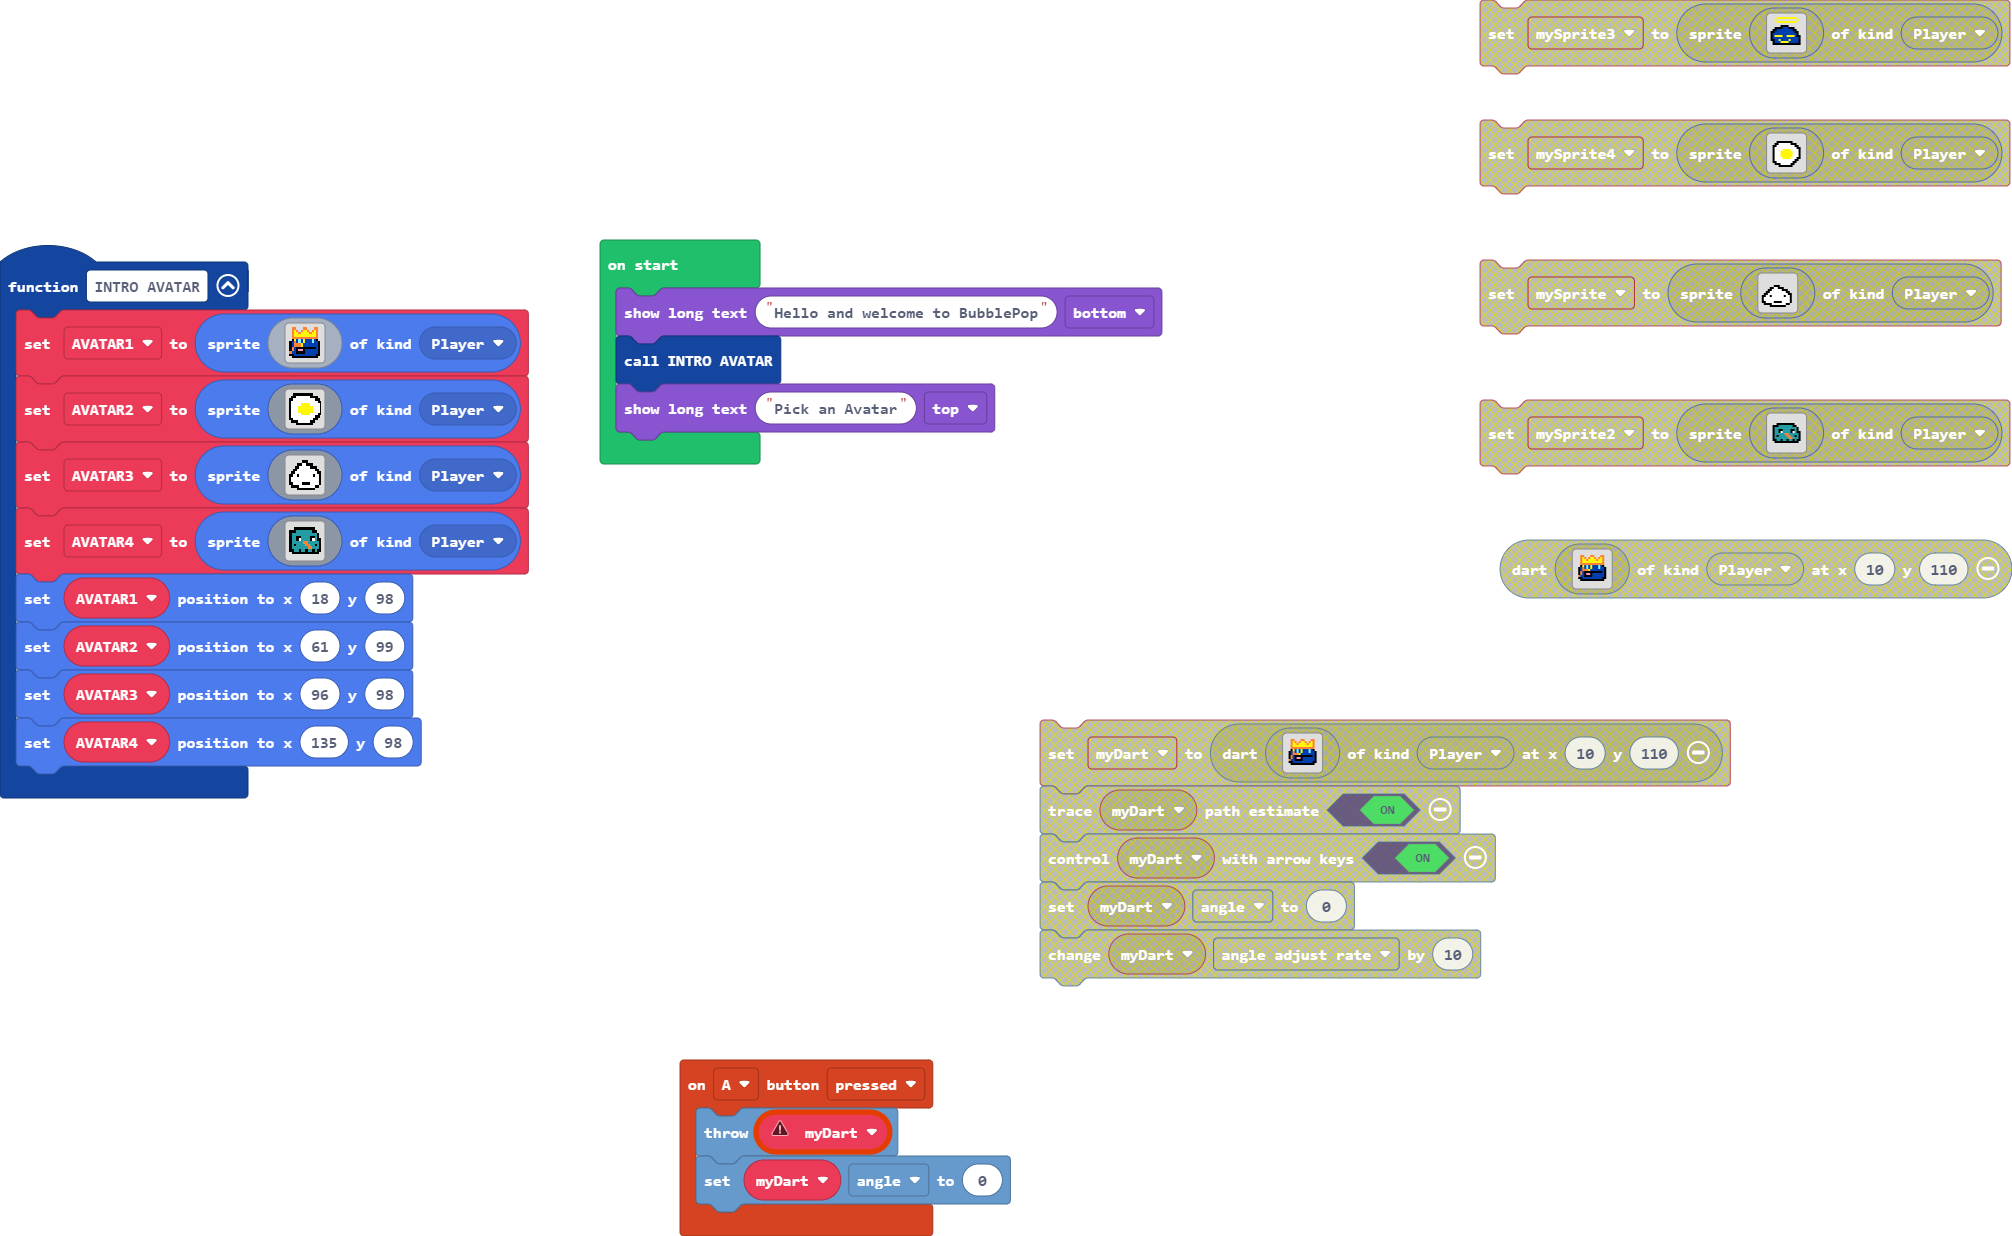 set mySprite3 to sprite of kind Player
set mySprite4 to sprite of kind Player
set mySprite to sprite of kind Player
set mySprite2 to sprite of kind Player
dart of kind Player at x 10 y 110
function INTRO AVATAR
set AVATAR1 to sprite of kind Player
set AVATAR2 to sprite of kind Player
set AVATAR3 to sprite of kind Player
set AVATAR4 to sprite of kind Player
set AVATAR1 position to x 18 y 98
set AVATAR2 position to x 61 y 99
set AVATAR3 position to x 96 y 98
set AVATAR4 position to x 135 y 98
on start
show long text "Hello and welcome to BubblePop" bottom
call INTRO AVATAR
show long text "Pick an Avatar" top
set myDart to dart of kind Player at x 10 y 110
trace myDart path estimate ON
control myDart with arrow keys ON
set myDart angle to 0
change myDart angle adjust rate by 10
on A button pressed
throw myDart
set myDart angle to 0